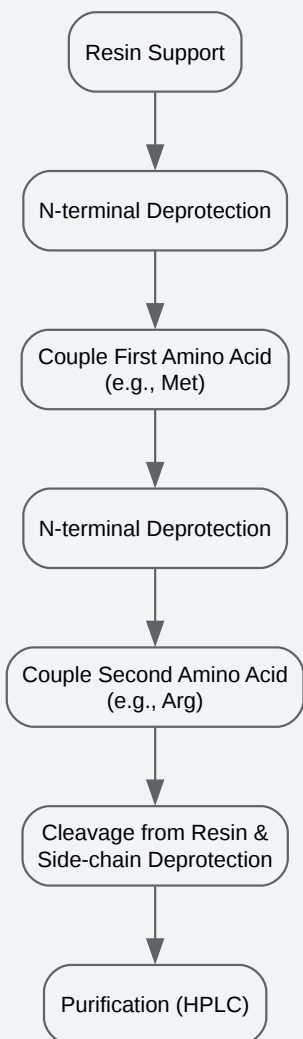 Resin Support
N-terminal Deprotection
Couple First Amino Acid
(e.g., Met)
N-terminal Deprotection
Couple Second Amino Acid
(e.g., Arg)
Cleavage from Resin &
Side-chain Deprotection
Purification (HPLC)